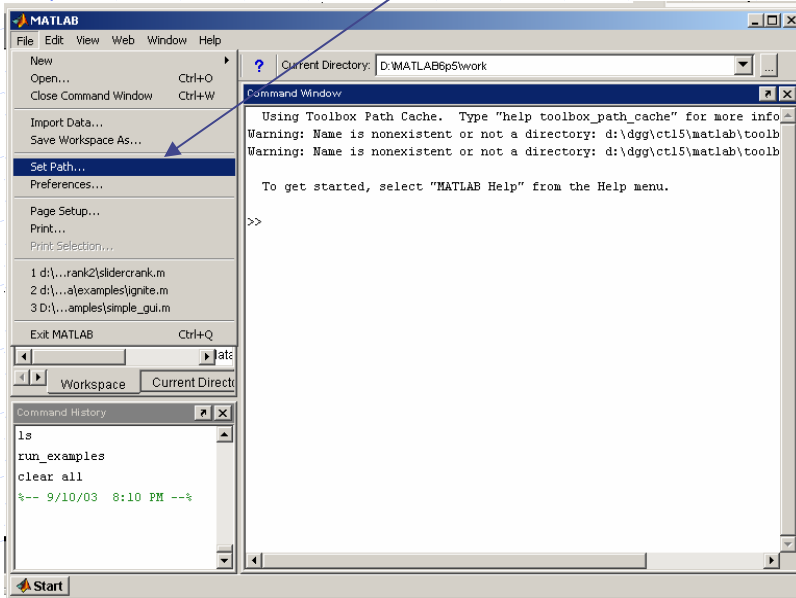 MATLAB
File Edit View Web Window Help
New
Open... Ctrl+O
Close Command Window Ctrl+W
Import Data...
Save Workspace As...
Set Path...
Preferences...
Page Setup...
Print...
Print Selection...
1 d:\...rank2\slidercrank.m
2 d:\...a\examples\ignite.m
3 D:\...amples\simple_gui.m
Exit MATLAB Ctrl+Q
Workspace Current Directo
Command History
ls
run_examples
clear all
%-- 9/10/03 8:10 PM --%
? Current Directory: D:\MATLAB6p5\work ...
Command Window
Using Toolbox Path Cache. Type "help toolbox_path_cache" for more info
Warning: Name is nonexistent or not a directory: d:\dgg\ctl5\matlab\toolb
Warning: Name is nonexistent or not a directory: d:\dgg\ctl5\matlab\toolb
To get started, select "MATLAB Help" from the Help menu.
>>
Start